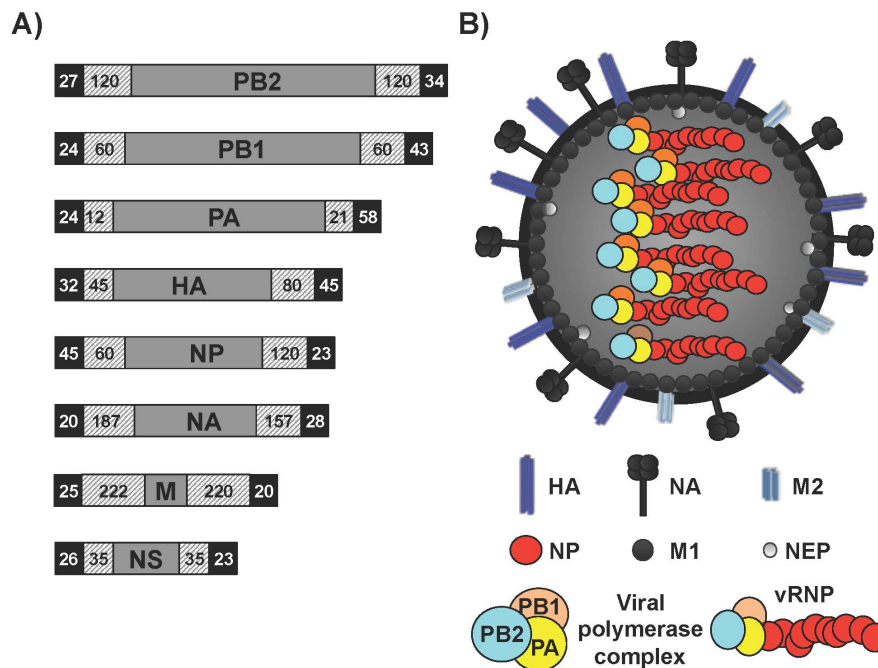 A)
27 120 PB2 120 34
24 60 PB1 60 43
24 12 PA 21 58
32 45 HA 80 45
45 60 NP 120 23
20 187 NA 157 28
25 222 M 220 20
26 35 NS 35 23
B)
HA NA M2
NP M1 NEP
PB1
PB2 PA
Viral
polymerase
complex
vRNP